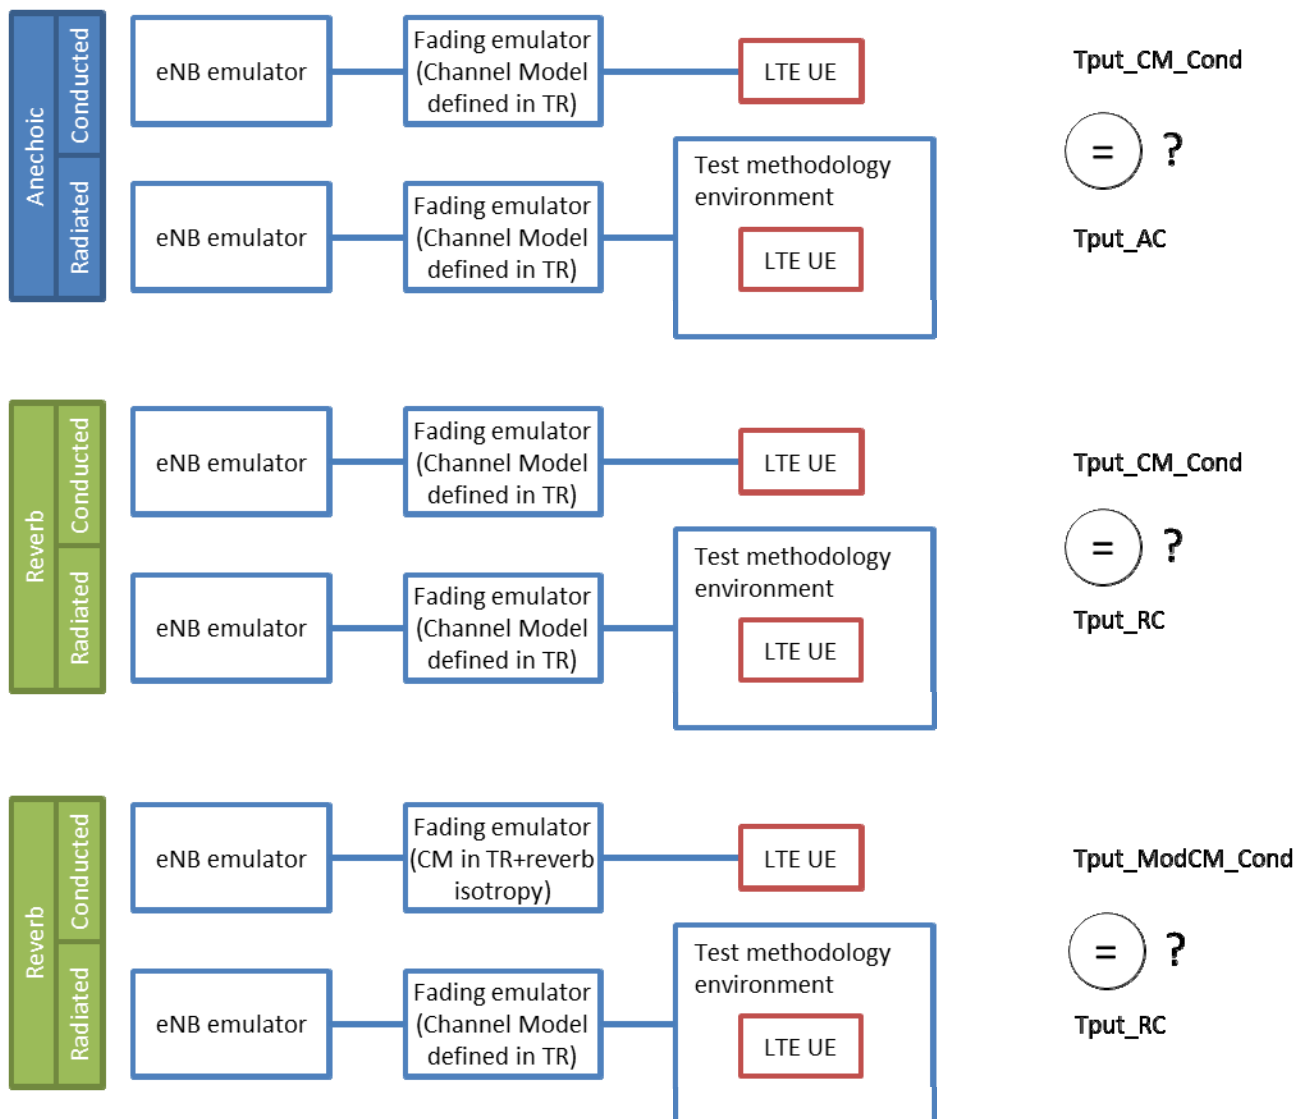 Anechoic
Conducted
Radiated
eNB emulator
Fading emulator
(Channel Model
defined in TR)
LTE UE
Tput_CM_Cond
= ?
eNB emulator
Fading emulator
(Channel Model
defined in TR)
Test methodology
environment
LTE UE
Tput_AC
Reverb
Conducted
Radiated
eNB emulator
Fading emulator
(Channel Model
defined in TR)
LTE UE
Tput_CM_Cond
= ?
eNB emulator
Fading emulator
(Channel Model
defined in TR)
Test methodology
environment
LTE UE
Tput_RC
Reverb
Conducted
Radiated
eNB emulator
Fading emulator
(CM in TR+reverb
isotropy)
LTE UE
Tput_ModCM_Cond
= ?
eNB emulator
Fading emulator
(Channel Model
defined in TR)
Test methodology
environment
LTE UE
Tput_RC